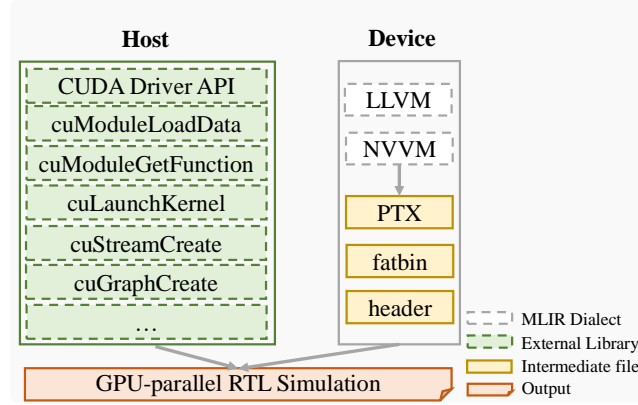 Host
CUDA Driver API
cuModuleLoadData
cuModuleGetFunction
cuLaunchKernel
cuStreamCreate
cuGraphCreate
...
Device
LLVM
NVVM
PTX
fatbin
header
GPU-parallel RTL Simulation
MLIR Dialect
External Library
Intermediate file
Output